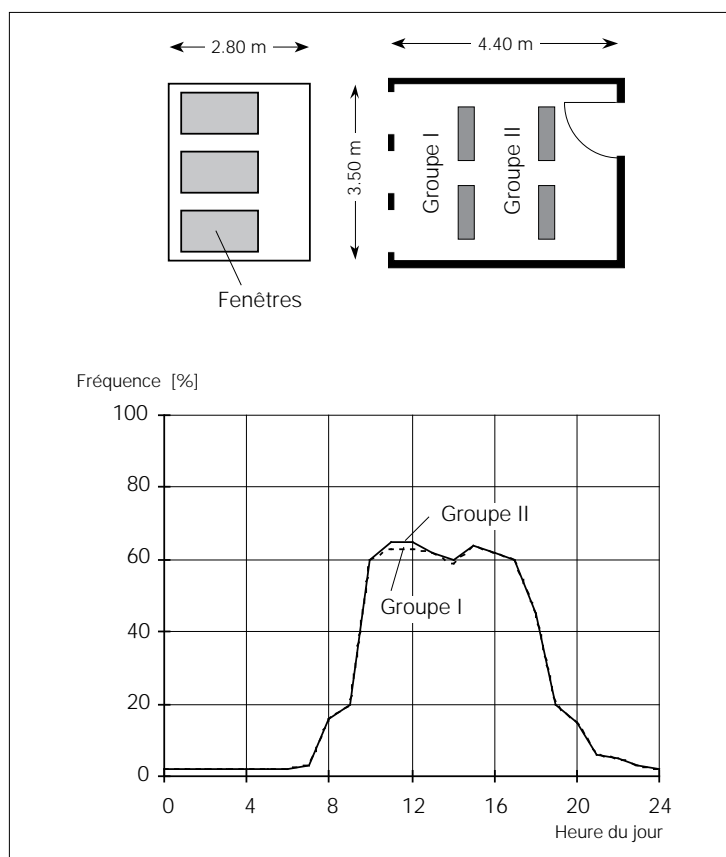 2.80 m
4.40 m
3.50 m
Groupe I
Groupe II
Fenêtres
Fréquence [%]
100
80
60
40
20
0
Groupe II
Groupe I
0 4 8 12 16 20 24
Heure du jour